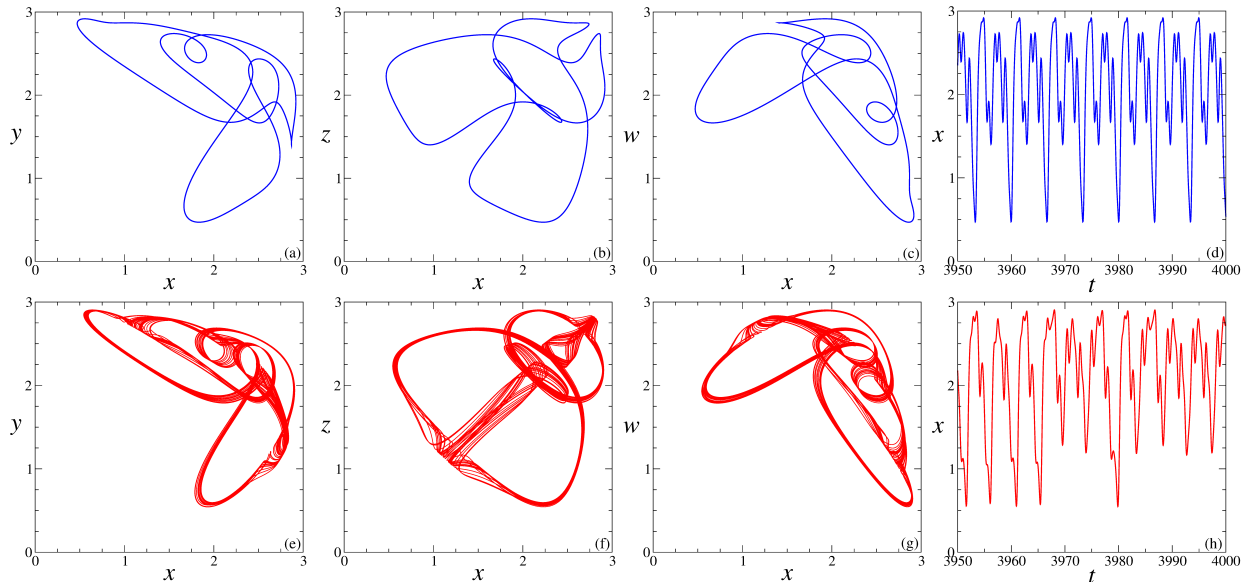 3 3 3 3
2 2 2 2
y z w x
1 1 1 1
0 (a) 0 (b) 0 (c) 0 (d)
0 1 2 3 0 1 2 3 0 1 2 3 3950 3960 3970 3980 3990 4000
x x x t
3 3 3 3
2 2 2 2
y z w x
1 1 1 1
0 (e) 0 (f) 0 (g) 0 (h)
0 1 2 3 0 1 2 3 0 1 2 3 3950 3960 3970 3980 3990 4000
x x x t